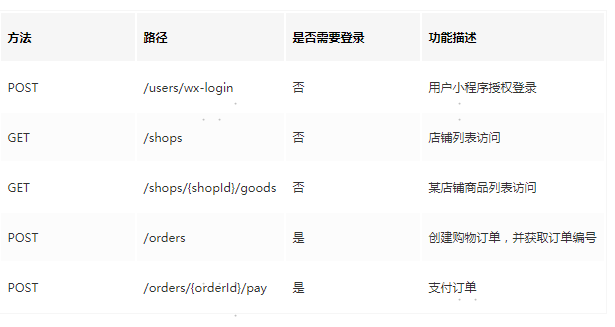 方法 路径 是否需要登录 功能描述
POST /users/wx-login 否 用户小程序授权登录
GET /shops 否 店铺列表访问
GET /shops/{shopId}/goods 否 某店铺商品列表访问
POST /orders 是 创建购物订单，并获取订单编号
POST /orders/{orderId}/pay 是 支付订单